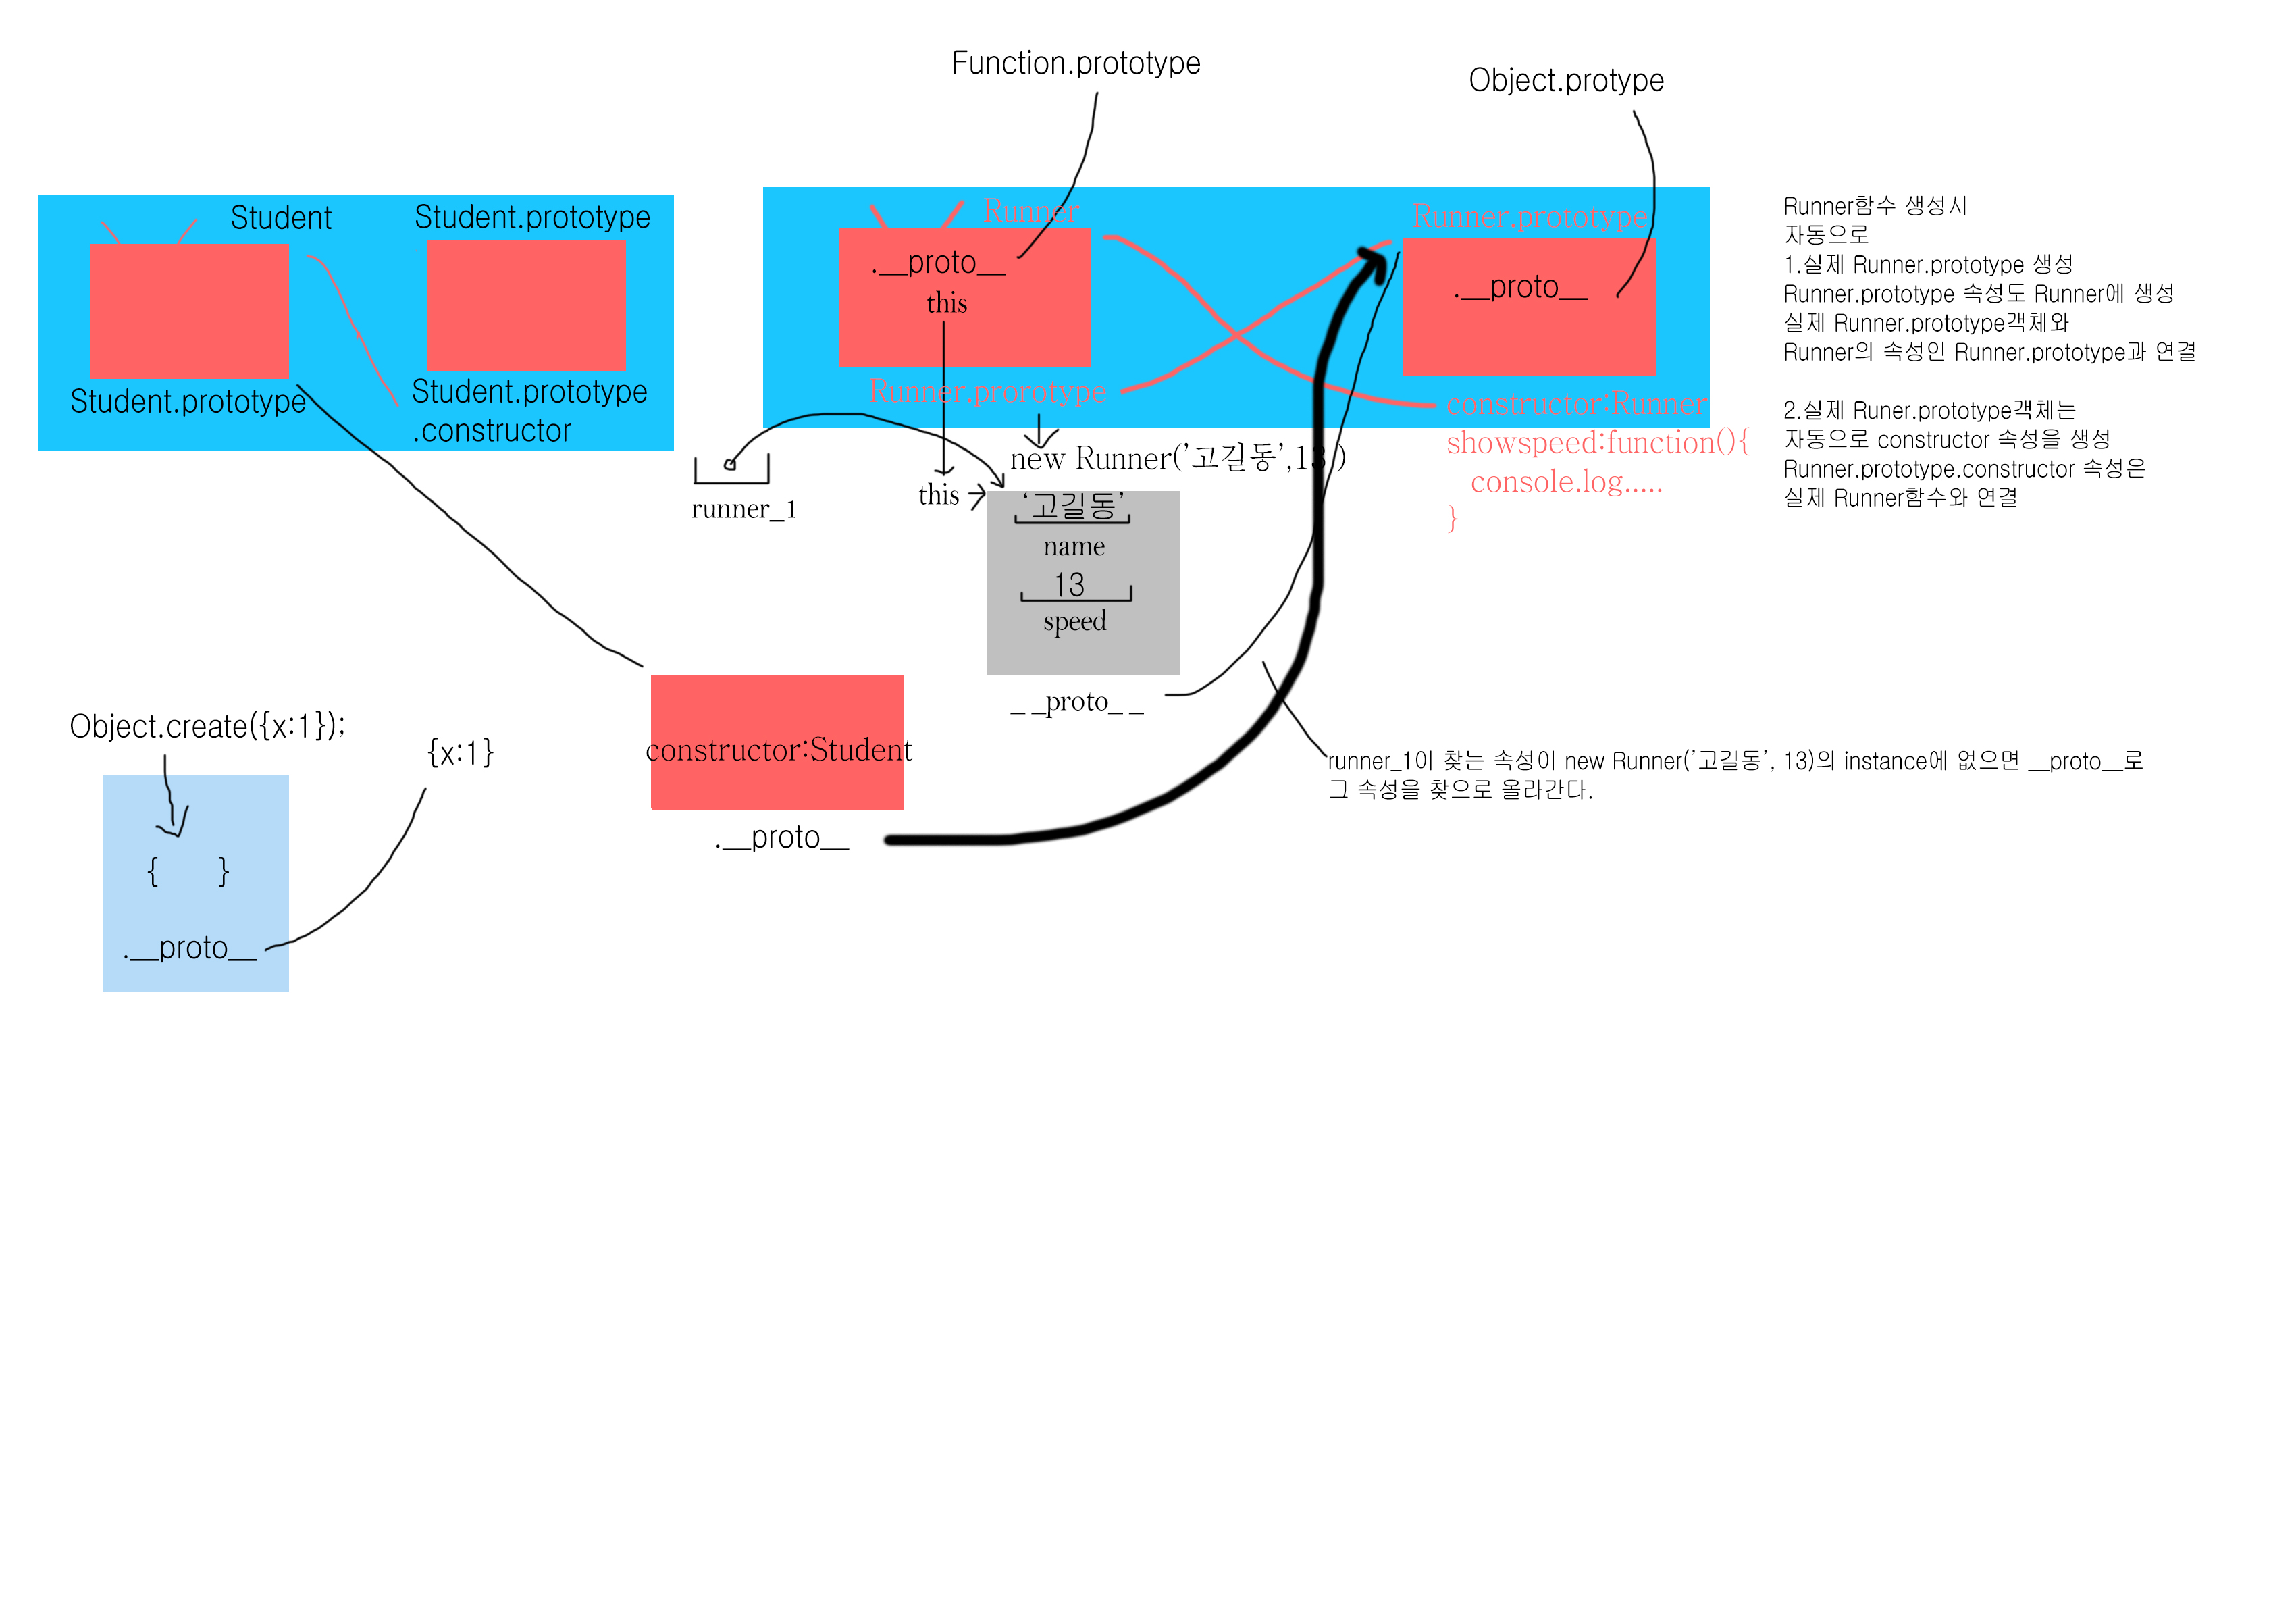 Function.prototype
Object.protype
Student
Student.prototype
Student.prototype
Student.prototype
.constructor
Runner
.__proto__
this
Runner.prorotype
Runner.prototype
.__proto__
constructor:Runner
showspeed:function(){
console.log.....
}
Runner함수 생성시
자동으로
1.실제 Runner.prototype 생성
Runner.prototype 속성도 Runner에 생성
실제 Runner.prototype객체와
Runner의 속성인 Runner.prototype과 연결
2.실제 Runer.prototype객체는
자동으로 constructor 속성을 생성
Runner.prototype.constructor 속성은
실제 Runner함수와 연결
new Runner('고길동',13 )
runner_1
this
'고길동'
name
13
speed
__proto__
constructor:Student
.__proto__
runner_1이 찾는 속성이 new Runner('고길동', 13)의 instance에 없으면 __proto__로
그 속성을 찾으로 올라간다.
Object.create({x:1});
{x:1}
{ }
.__proto__